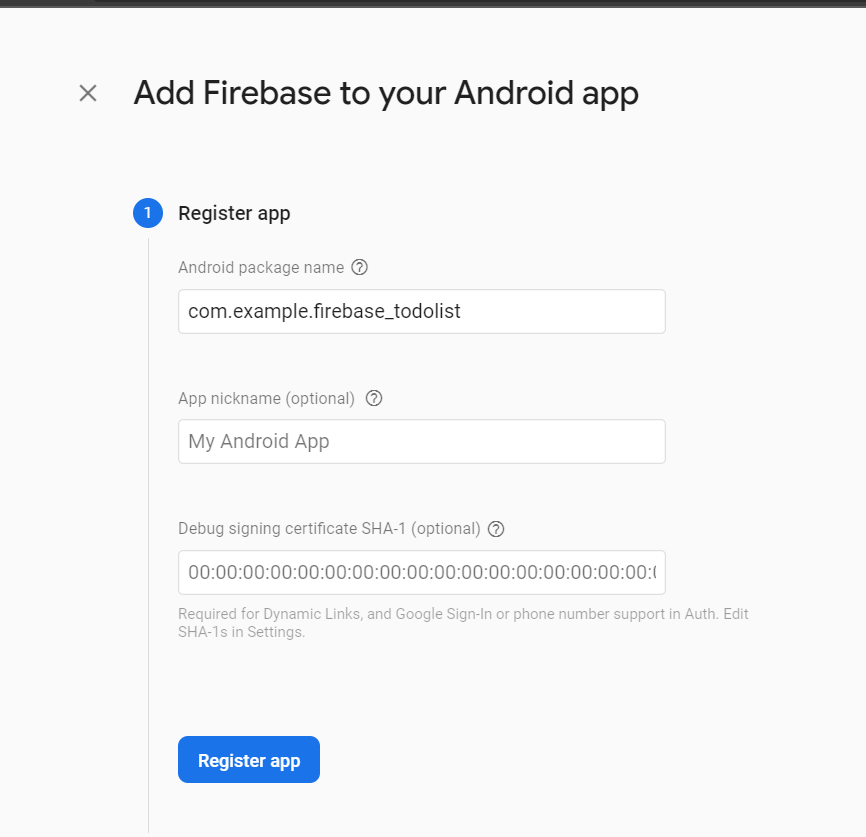 Add Firebase to your Android app
1 Register app
Android package name ?
com.example.firebase_todolist
App nickname (optional) ?
My Android App
Debug signing certificate SHA-1 (optional) ?
00:00:00:00:00:00:00:00:00:00:00:00:00:00:00:00:00:
Required for Dynamic Links, and Google Sign-In or phone number support in Auth. Edit
SHA-1s in Settings.
Register app